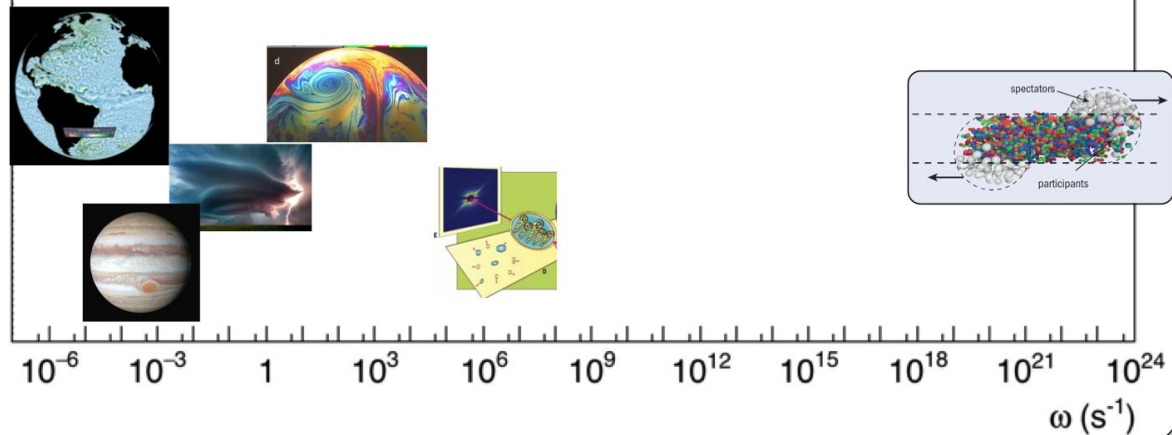 d
spectators
participants
E
D
10⁻⁶ 10⁻³ 1 10³ 10⁶ 10⁹ 10¹² 10¹⁵ 10¹⁸ 10²¹ 10²⁴
ω (s⁻¹)